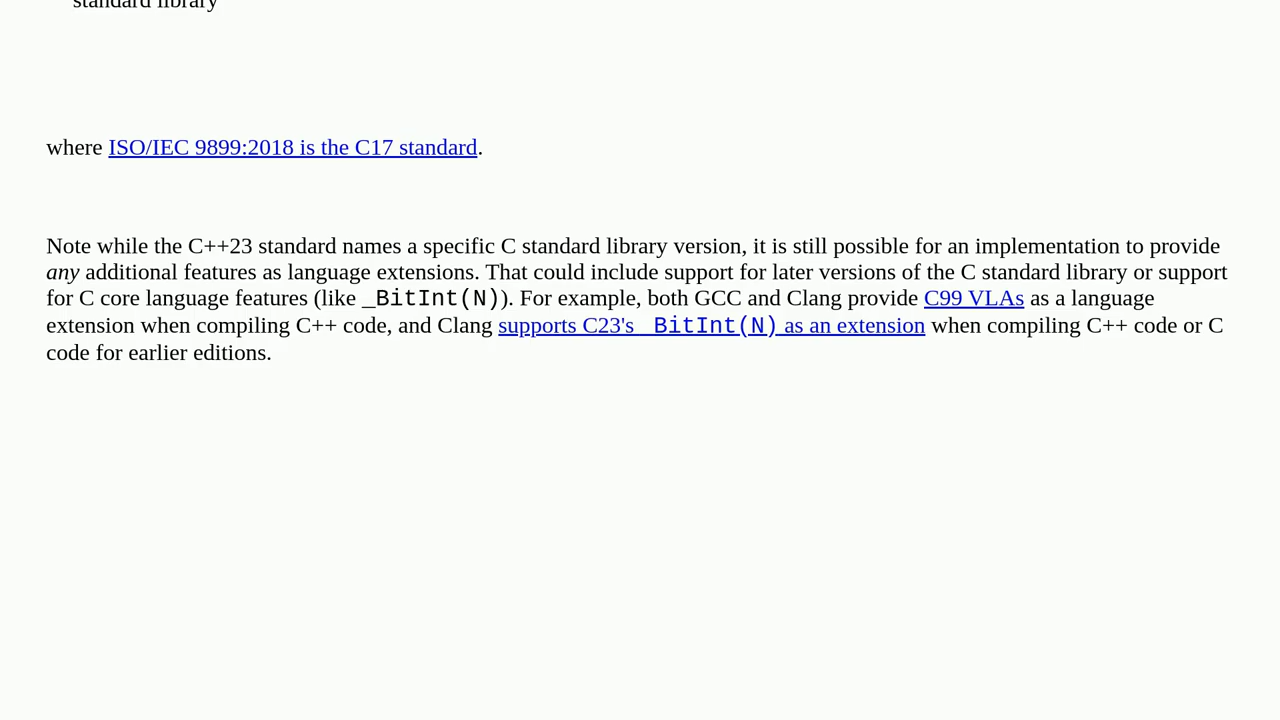 standard library
where ISO/IEC 9899:2018 is the C17 standard.
Note while the C++23 standard names a specific C standard library version, it is still possible for an implementation to provide
any additional features as language extensions. That could include support for later versions of the C standard library or support
for C core language features (like _BitInt(N)). For example, both GCC and Clang provide C99 VLAs as a language
extension when compiling C++ code, and Clang supports C23's _BitInt(N) as an extension when compiling C++ code or C
code for earlier editions.